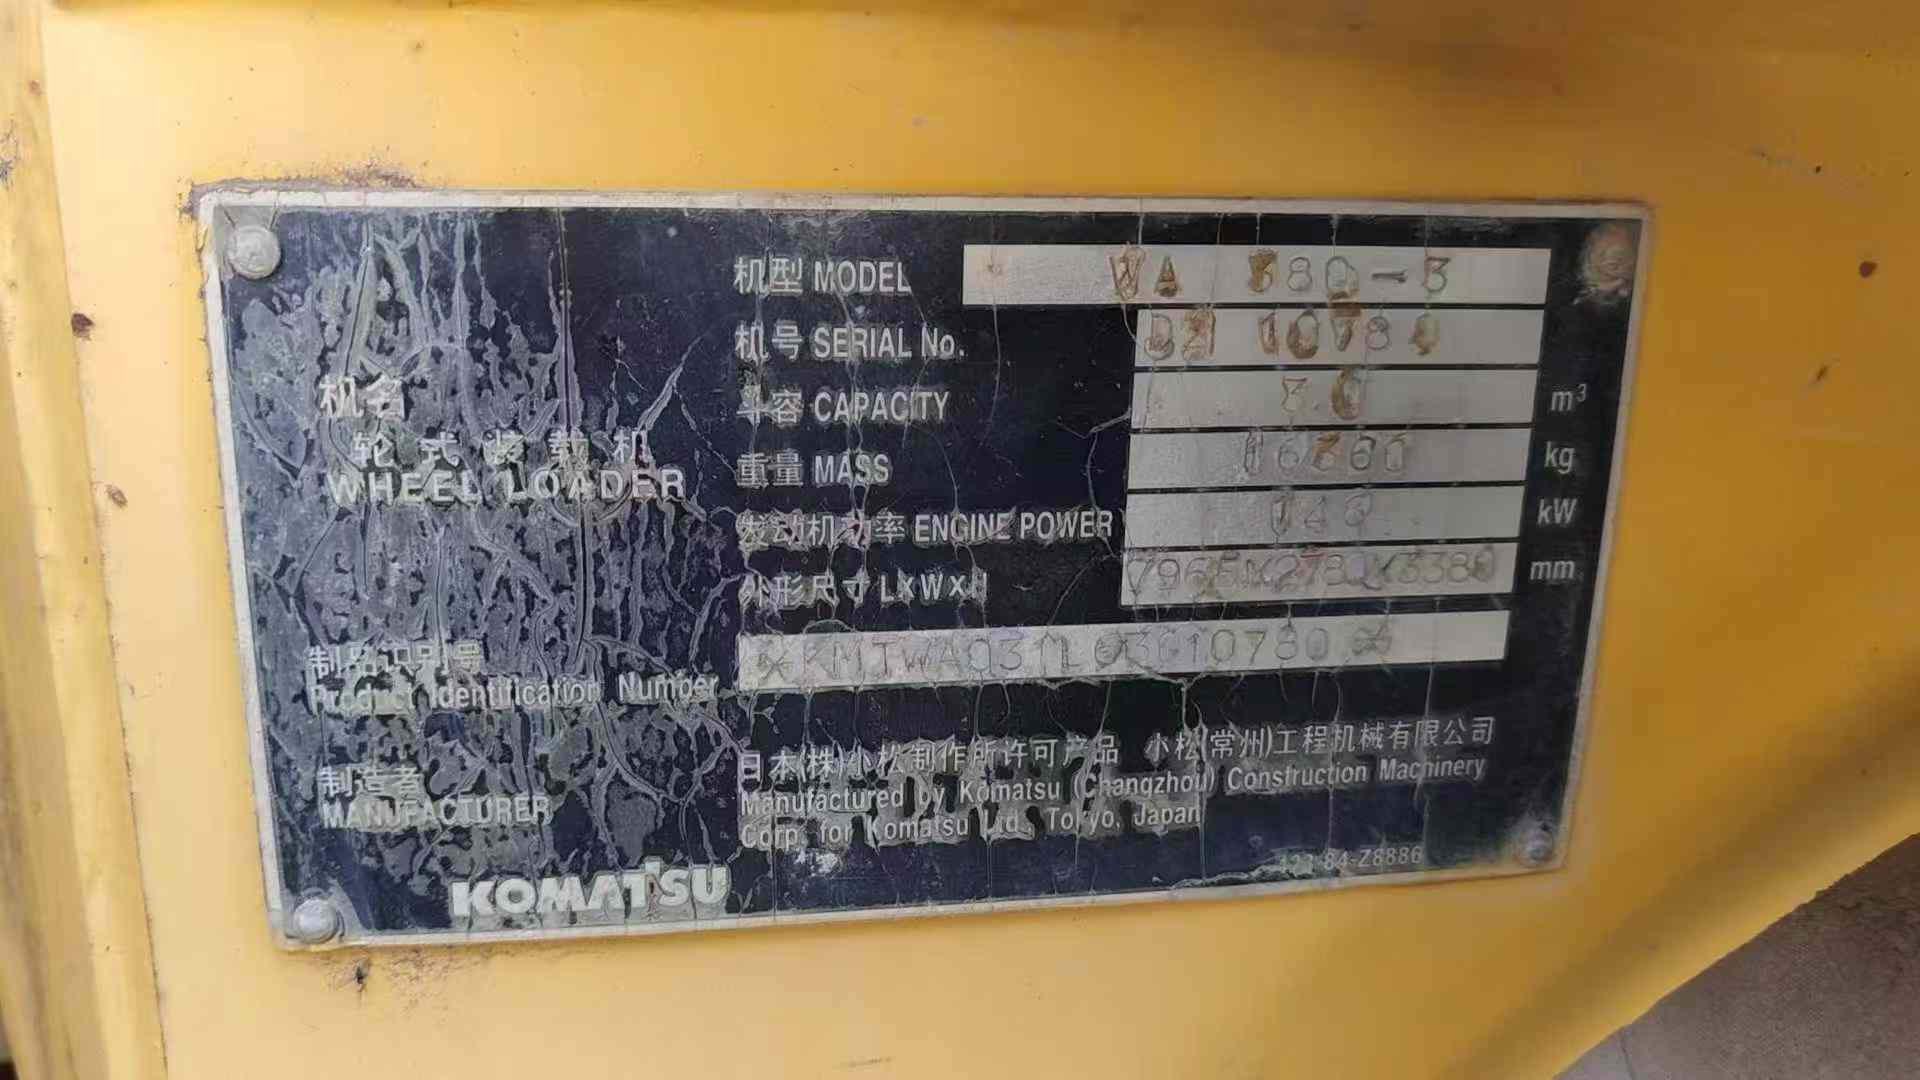 机型 MODEL WA 380-3
机号 SERIAL No.
斗容 CAPACITY m³
重量 MASS kg
发动机功率 ENGINE POWER kW
外形尺寸 LXWXH 7965X2780X3380 mm
机名
轮式装载机
WHEEL LOADER
制品识别号
Product Identification Number
制造者
MANUFACTURER
日本(株)小松制作所许可产品 小松(常州)工程机械有限公司
Manufactured by Komatsu (Changzhou) Construction Machinery
Corp. for Komatsu Ltd. Tokyo, Japan
KOMATSU